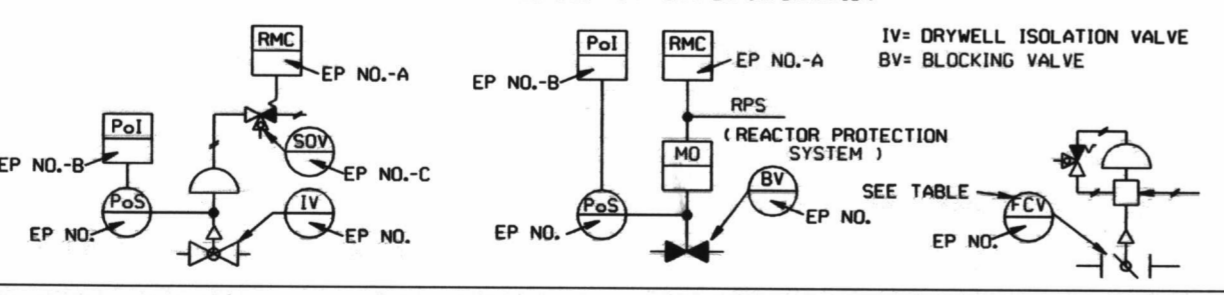 RMC
EP NO.-A
PoI
EP NO.-B
SOV
EP NO.-C
PoS
EP NO.
IV
EP NO.
PoI
EP NO.-B
RMC
EP NO.-A
RPS
(REACTOR PROTECTION
SYSTEM )
MO
PoS
EP NO.
BV
EP NO.
IV= DRYWELL ISOLATION VALVE
BV= BLOCKING VALVE
SEE TABLE
FCV
EP NO.